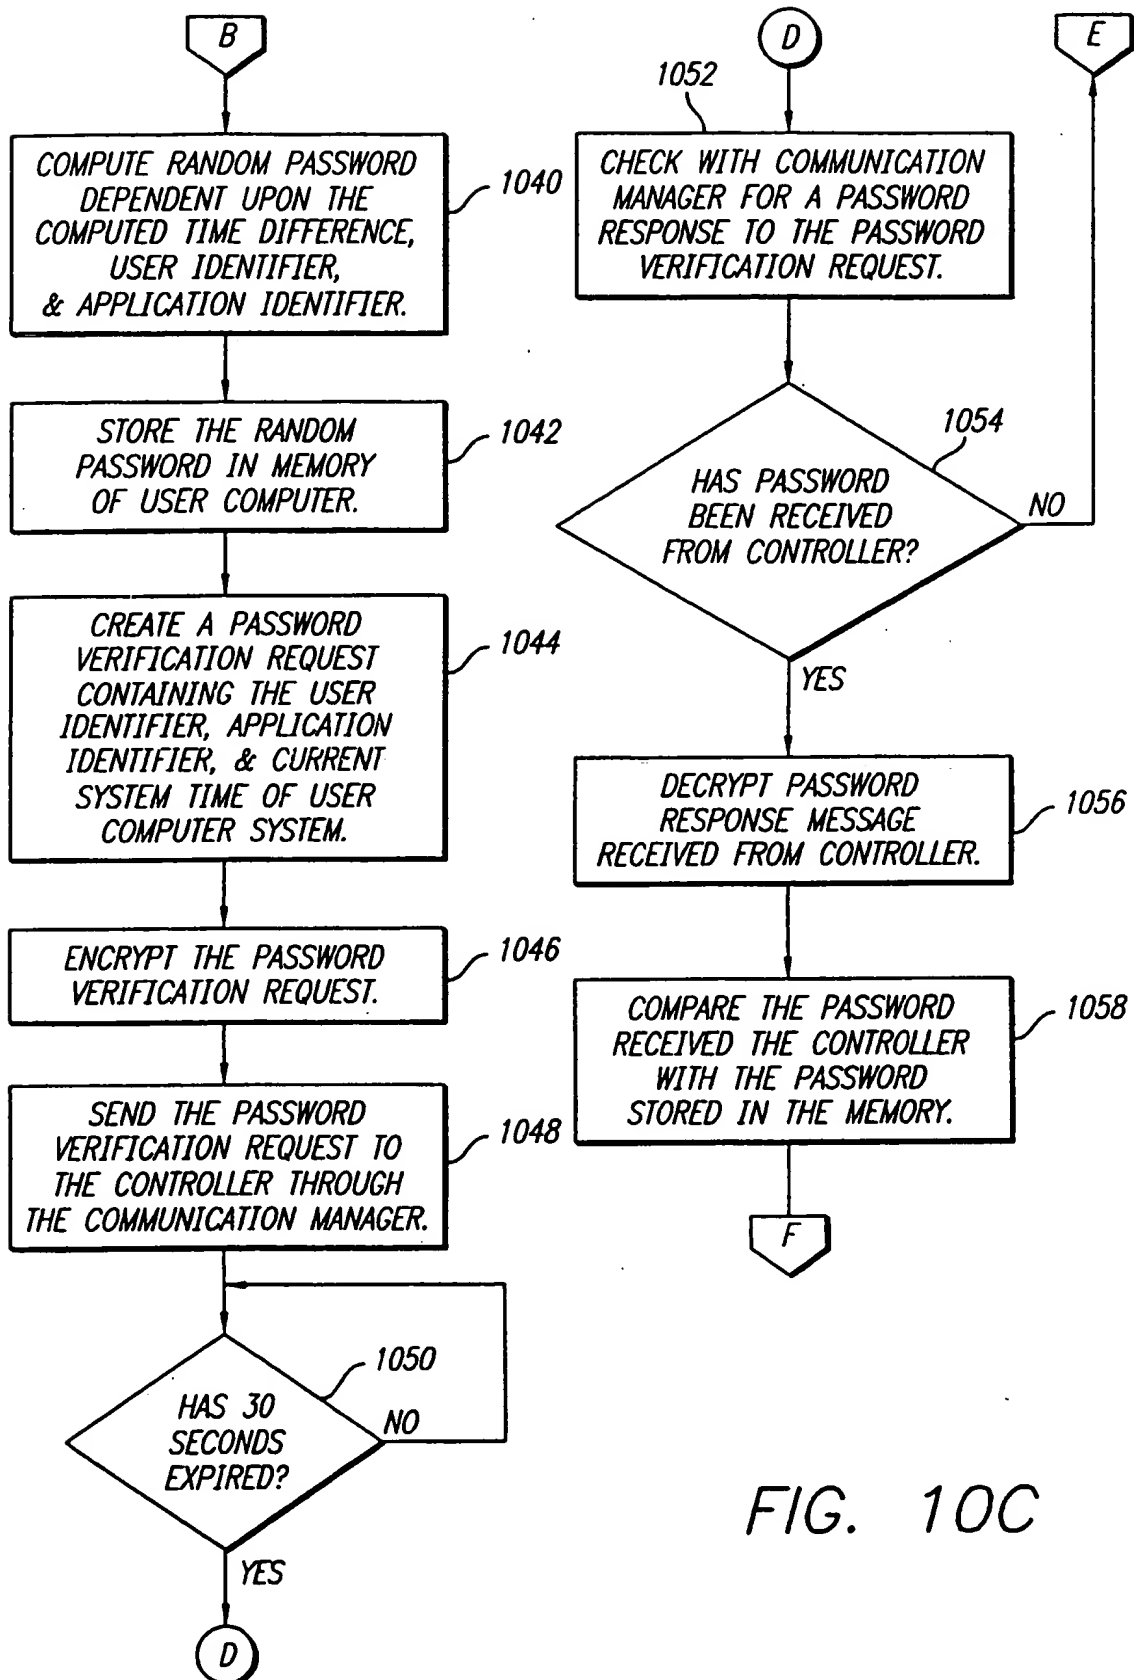 B
COMPUTE RANDOM PASSWORD
DEPENDENT UPON THE
COMPUTED TIME DIFFERENCE,
USER IDENTIFIER,
& APPLICATION IDENTIFIER.
1040
STORE THE RANDOM
PASSWORD IN MEMORY
OF USER COMPUTER.
1042
CREATE A PASSWORD
VERIFICATION REQUEST
CONTAINING THE USER
IDENTIFIER, APPLICATION
IDENTIFIER, & CURRENT
SYSTEM TIME OF USER
COMPUTER SYSTEM.
1044
ENCRYPT THE PASSWORD
VERIFICATION REQUEST.
1046
SEND THE PASSWORD
VERIFICATION REQUEST TO
THE CONTROLLER THROUGH
THE COMMUNICATION MANAGER.
1048
HAS 30
SECONDS
EXPIRED?
1050
NO
YES
D
D
1052
CHECK WITH COMMUNICATION
MANAGER FOR A PASSWORD
RESPONSE TO THE PASSWORD
VERIFICATION REQUEST.
HAS PASSWORD
BEEN RECEIVED
FROM CONTROLLER?
1054
NO
E
YES
DECRYPT PASSWORD
RESPONSE MESSAGE
RECEIVED FROM CONTROLLER.
1056
COMPARE THE PASSWORD
RECEIVED THE CONTROLLER
WITH THE PASSWORD
STORED IN THE MEMORY.
1058
F
FIG. 10C